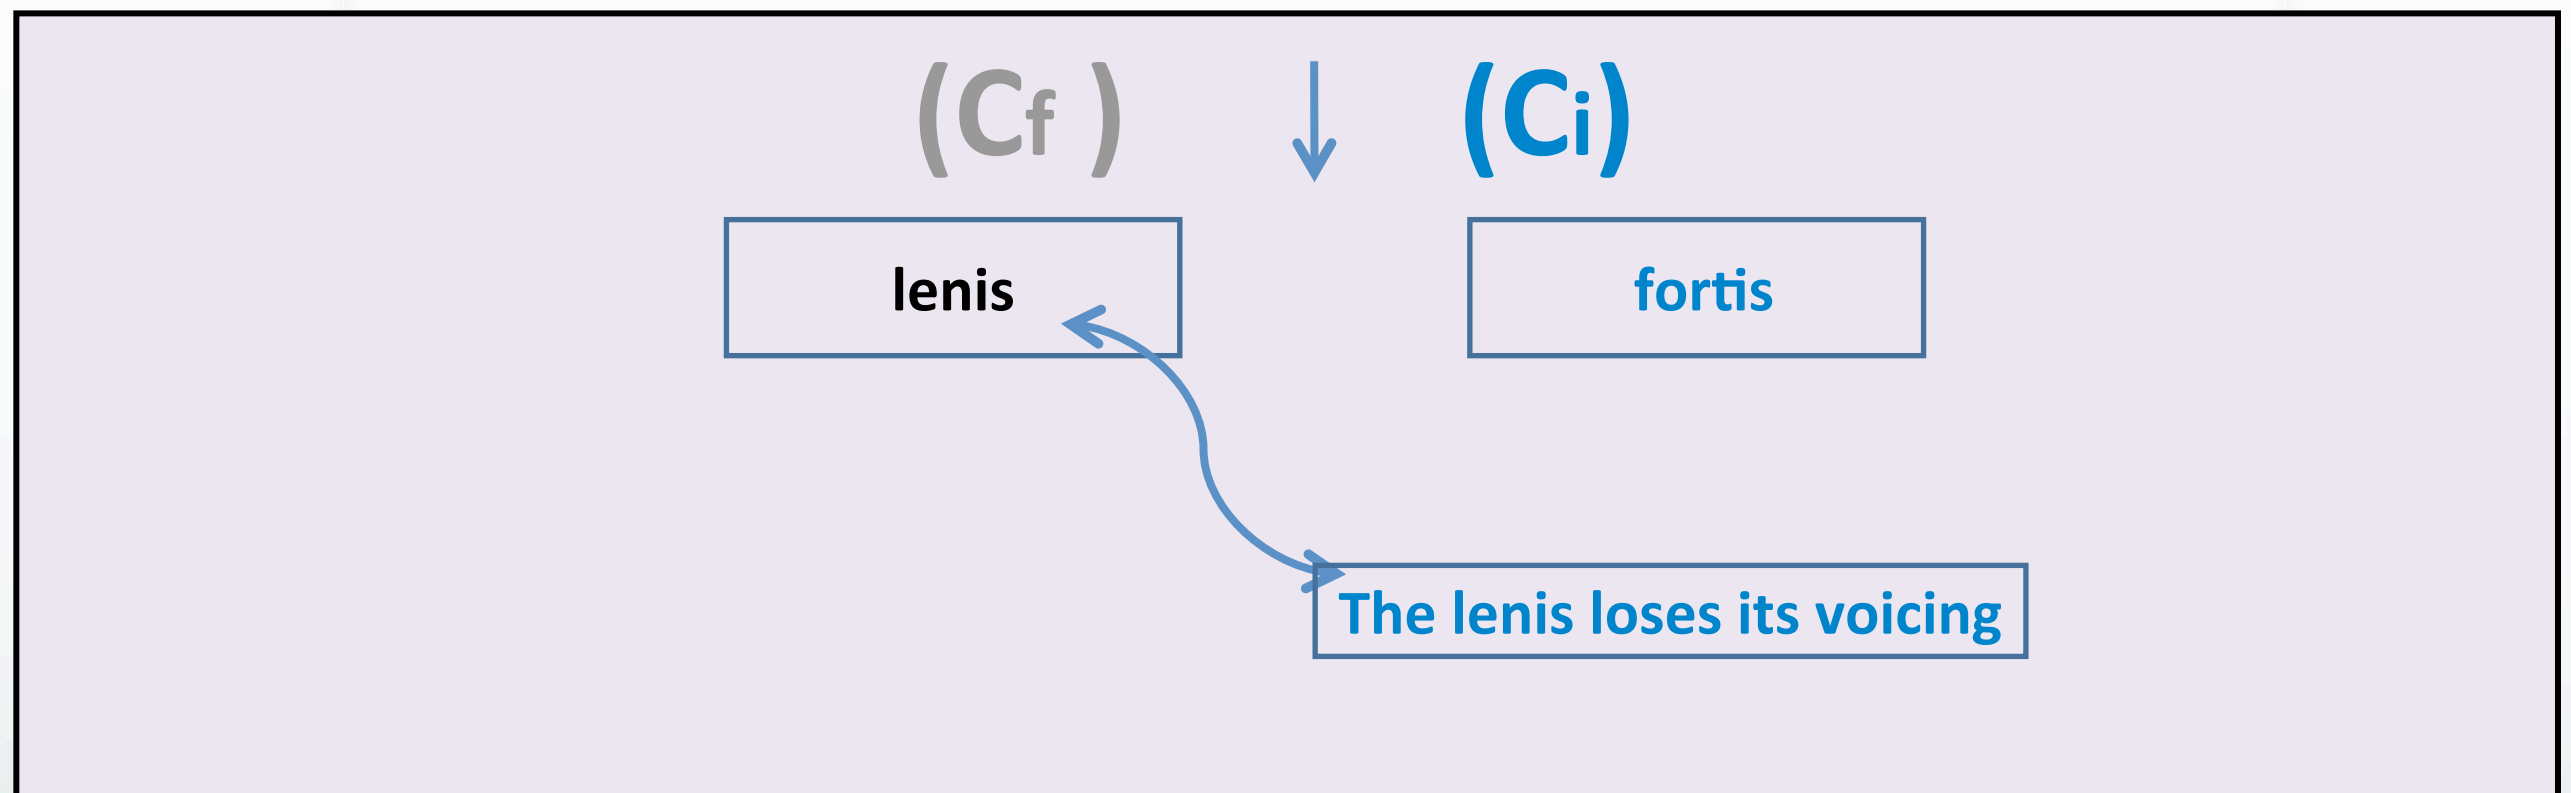 (Cf ) (Ci)
lenis fortis
The lenis loses its voicing